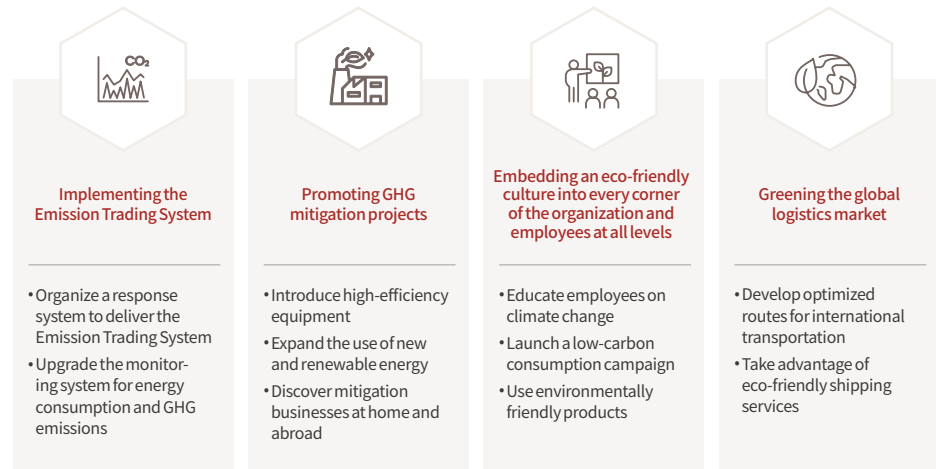 CO₂
Implementing the
Emission Trading System
• Organize a response
system to deliver the
Emission Trading System
• Upgrade the monitor-
ing system for energy
consumption and GHG
emissions
Promoting GHG
mitigation projects
• Introduce high-efficiency
equipment
• Expand the use of new
and renewable energy
• Discover mitigation
businesses at home and
abroad
Embedding an eco-friendly
culture into every corner
of the organization and
employees at all levels
• Educate employees on
climate change
• Launch a low-carbon
consumption campaign
• Use environmentally
friendly products
Greening the global
logistics market
• Develop optimized
routes for international
transportation
• Take advantage of
eco-friendly shipping
services